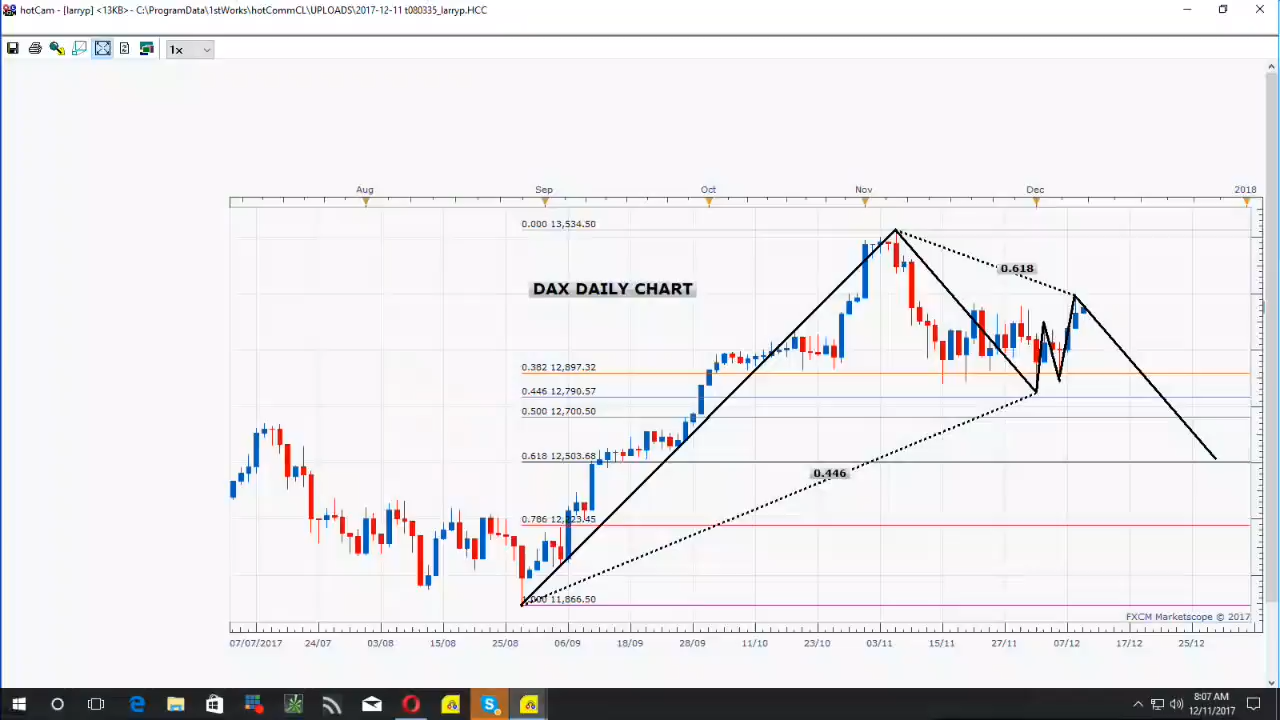 hotCam - [larryp] <13KB> - C:\ProgramData\1stWorks\hotCommCL\UPLOADS\2017-12-11 t080335_larryp.HCC
1x
Aug Sep Oct Nov Dec 2018
0.000 13,534.50
0.618
DAX DAILY CHART
0.382 12,897.32
0.446 12,790.57
0.500 12,700.50
0.618 12,503.68
0.446
0.786 12,223.45
1.000 11,866.50
FXCM Marketscope © 2017
07/07/2017 24/07 03/08 15/08 25/08 06/09 18/09 28/09 11/10 23/10 03/11 15/11 27/11 07/12 17/12 25/12
8:07 AM
12/11/2017